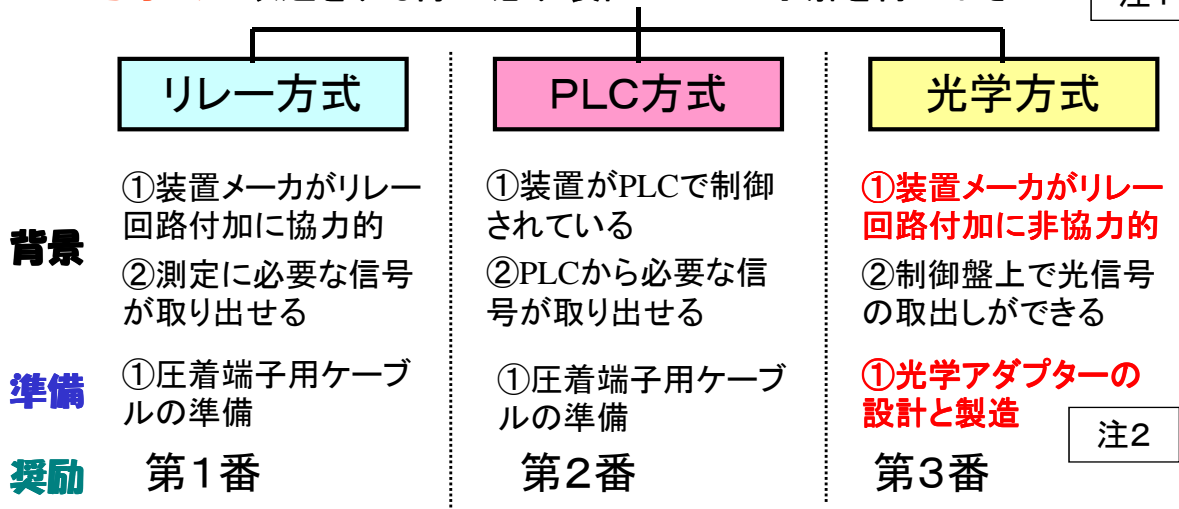 注1
リレー方式
PLC方式
光学方式
背景
①装置メーカがリレー
回路付加に協力的
②測定に必要な信号
が取り出せる
①装置がPLCで制御
されている
②PLCから必要な信
号が取り出せる
①装置メーカがリレー
回路付加に非協力的
②制御盤上で光信号
の取出しができる
準備
①圧着端子用ケーブ
ルの準備
①圧着端子用ケーブ
ルの準備
①光学アダプターの
設計と製造
注2
奨励
第1番
第2番
第3番